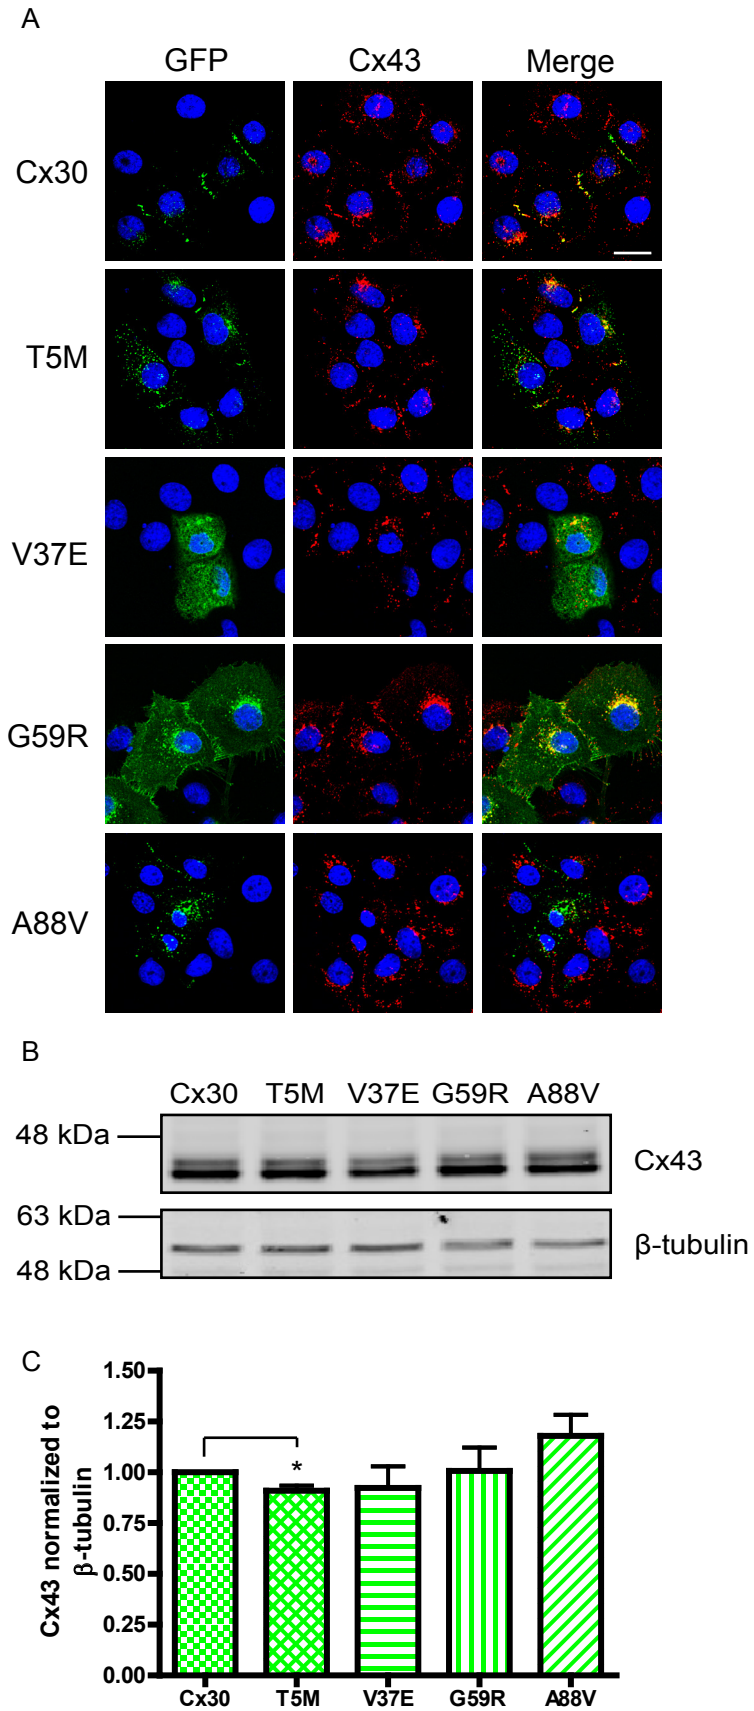 A
GFP Cx43 Merge
Cx30
T5M
V37E
G59R
A88V
B
Cx30 T5M V37E G59R A88V
48 kDa
Cx43
63 kDa
β-tubulin
48 kDa
C
Cx43 normalized to
β-tubulin
1.50
1.25
1.00
0.75
0.50
0.25
0.00
*
Cx30 T5M V37E G59R A88V